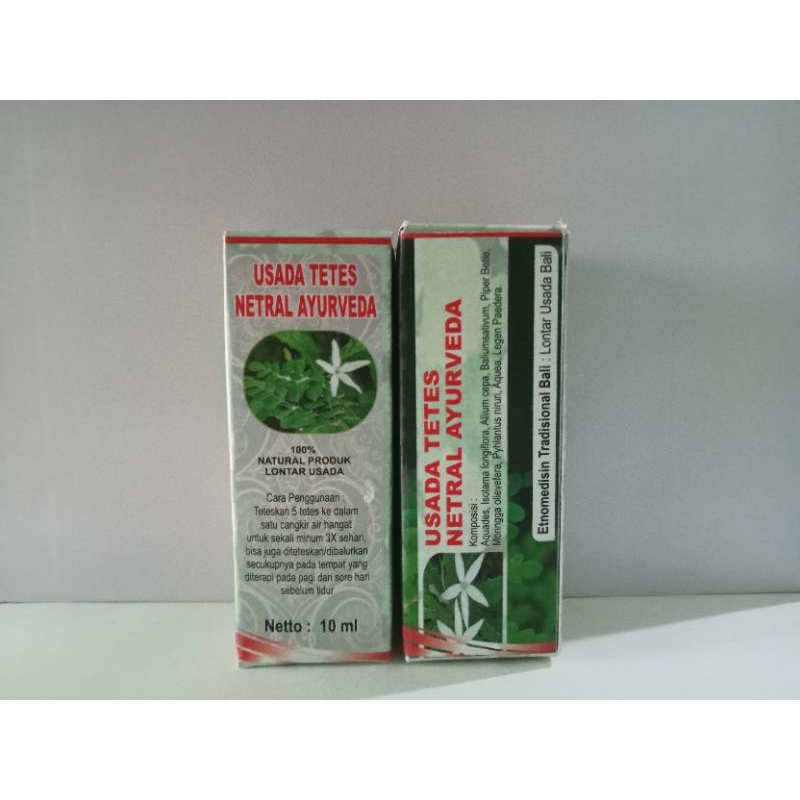 USADA TETES
NETRAL AYURVEDA
100%
NATURAL PRODUK
LONTAR USADA
Cara Penggunaan :
Teteskan 5 tetes ke dalam
satu cangkir air hangat
untuk sekali minum 3X sehari,
bisa juga diteteskan/dibalurkan
secukupnya pada tempat yang
diterapi pada pagi dan sore hari
sebelum tidur
Netto : 10 ml
USADA TETES
NETRAL AYURVEDA
Komposisi :
Aquades, Isotama longiflora, Allium cepa, Baliumsativum, Piper Betle,
Moringga olievefera, Pyhlantus niruri, Aquea, Legen Paedera.
Etnomedisin Tradisional Bali : Lontar Usada Bali